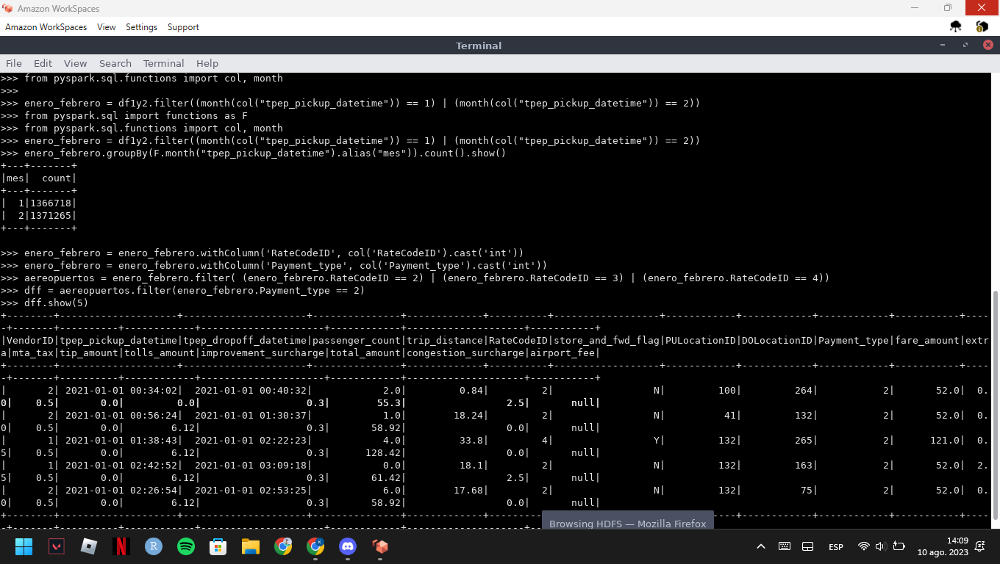 Amazon WorkSpaces
Amazon WorkSpaces View Settings Support
Terminal
File Edit View Search Terminal Help
>>> from pyspark.sql.functions import col, month
>>>
>>> enero_febrero = df1y2.filter((month(col("tpep_pickup_datetime")) == 1) | (month(col("tpep_pickup_datetime")) == 2))
>>> from pyspark.sql import functions as F
>>> from pyspark.sql.functions import col, month
>>> enero_febrero = df1y2.filter((month(col("tpep_pickup_datetime")) == 1) | (month(col("tpep_pickup_datetime")) == 2))
>>> enero_febrero.groupBy(F.month("tpep_pickup_datetime").alias("mes")).count().show()
+---+-------+
|mes|  count|
+---+-------+
|  1|1366718|
|  2|1371265|
+---+-------+
>>> enero_febrero = enero_febrero.withColumn('RateCodeID', col('RateCodeID').cast('int'))
>>> enero_febrero = enero_febrero.withColumn('Payment_type', col('Payment_type').cast('int'))
>>> aereopuertos = enero_febrero.filter( (enero_febrero.RateCodeID == 2) | (enero_febrero.RateCodeID == 3) | (enero_febrero.RateCodeID == 4))
>>> dff = aereopuertos.filter(enero_febrero.Payment_type == 2)
>>> dff.show(5)
+--------+--------------------+---------------------+---------------+-------------+----------+------------------+------------+------------+------------+-----------+----
-+-------+----------+------------+---------------------+------------+--------------------+-----------+
|VendorID|tpep_pickup_datetime|tpep_dropoff_datetime|passenger_count|trip_distance|RateCodeID|store_and_fwd_flag|PULocationID|DOLocationID|Payment_type|fare_amount|extr
a|mta_tax|tip_amount|tolls_amount|improvement_surcharge|total_amount|congestion_surcharge|airport_fee|
+--------+--------------------+---------------------+---------------+-------------+----------+------------------+------------+------------+------------+-----------+----
-+-------+----------+------------+---------------------+------------+--------------------+-----------+
|       2| 2021-01-01 00:34:02|  2021-01-01 00:40:32|            2.0|         0.84|         2|                 N|         100|         264|           2|       52.0|  0.
0|    0.5|       0.0|         0.0|                  0.3|        55.3|                 2.5|       null|
|       2| 2021-01-01 00:56:24|  2021-01-01 01:30:37|            1.0|        18.24|         2|                 N|          41|         132|           2|       52.0|  0.
0|    0.5|       0.0|        6.12|                  0.3|       58.92|                 0.0|       null|
|       1| 2021-01-01 01:38:43|  2021-01-01 02:22:23|            4.0|         33.8|         4|                 Y|         132|         265|           2|      121.0|  0.
5|    0.5|       0.0|        6.12|                  0.3|      128.42|                 0.0|       null|
|       1| 2021-01-01 02:42:52|  2021-01-01 03:09:18|            0.0|         18.1|         2|                 N|         132|         163|           2|       52.0|  2.
5|    0.5|       0.0|        6.12|                  0.3|       61.42|                 2.5|       null|
|       2| 2021-01-01 02:26:54|  2021-01-01 02:53:25|            6.0|        17.68|         2|                 N|         132|          75|           2|       52.0|  0.
0|    0.5|       0.0|        6.12|                  0.3|       58.92|                 0.0|       null|
Browsing HDFS — Mozilla Firefox
R
N
K
ESP
14:09
10 ago. 2023